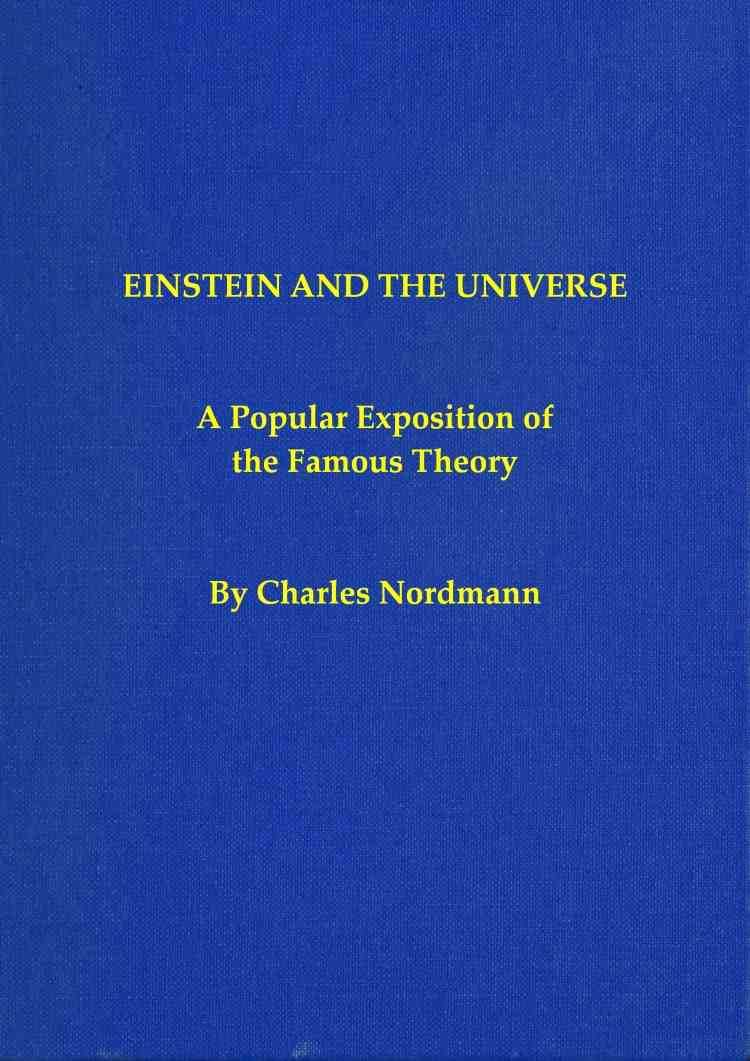 EINSTEIN AND THE UNIVERSE
A Popular Exposition of
the Famous Theory
By Charles Nordmann